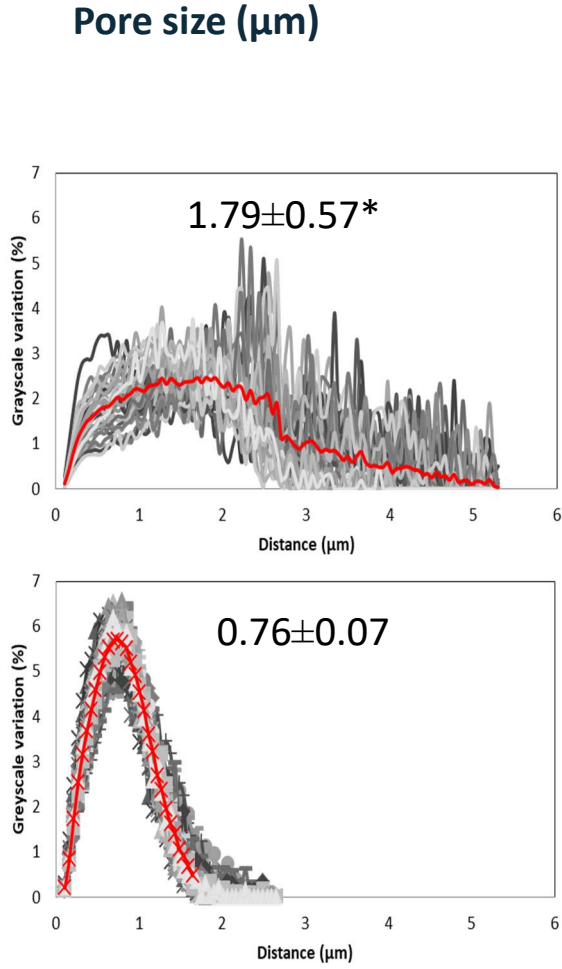 Pore size (µm)
1.79±0.57*
Grayscale variation (%)
7
6
5
4
3
2
1
0
0 1 2 3 4 5 6
Distance (µm)
0.76±0.07
Greyscale variation (%)
7
6
5
4
3
2
1
0
0 1 2 3 4 5 6
Distance (µm)